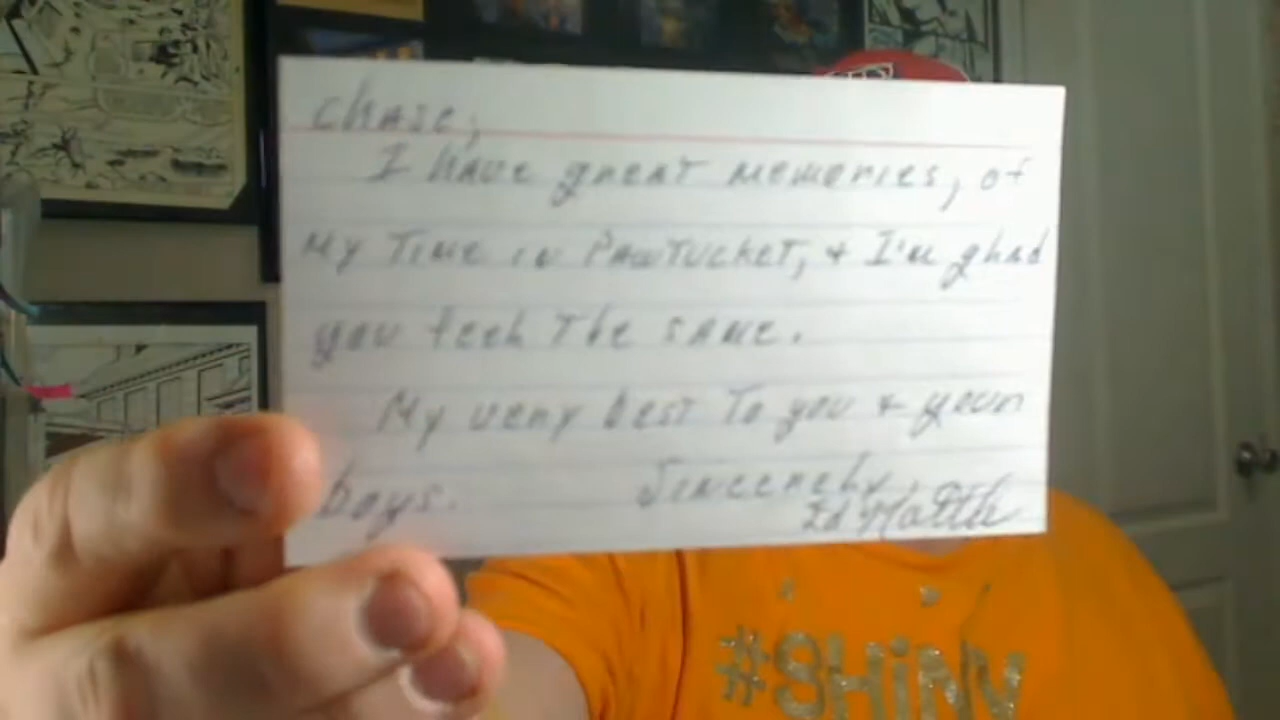 Chase,
I have great memories, of
my time in Pawtucket, & I'm glad
you feel the same.
My very best to you & your
boys. Sincerely,
Ed
#SHiNY